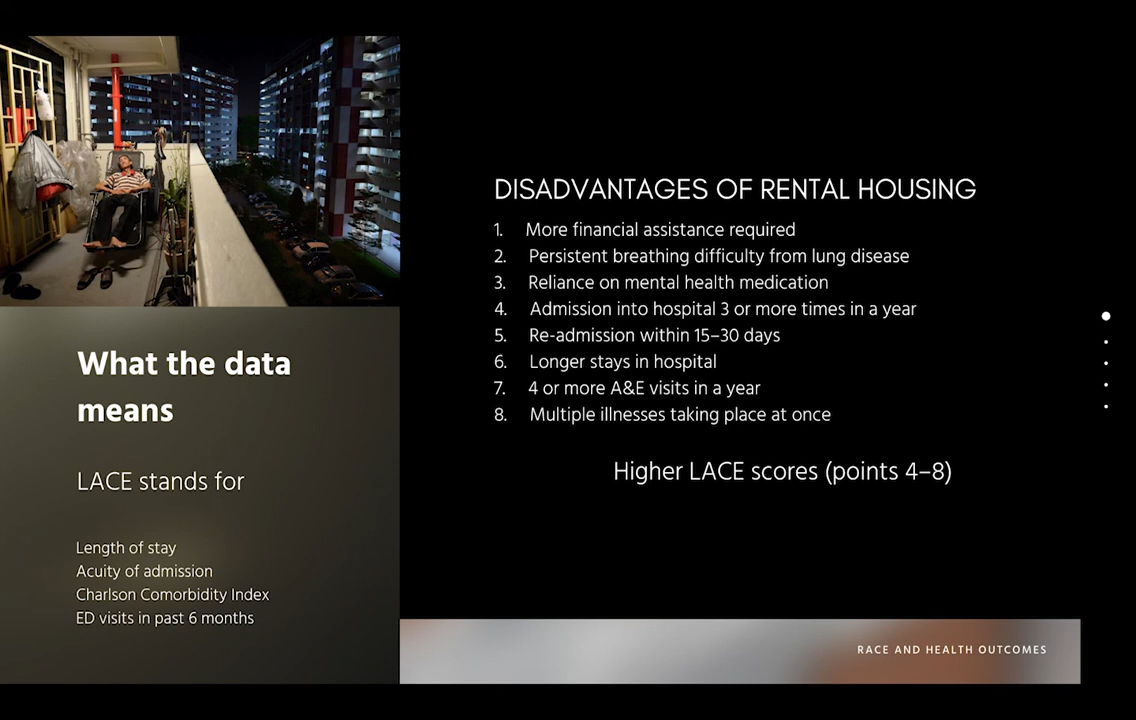 What the data
means
LACE stands for
Length of stay
Acuity of admission
Charlson Comorbidity Index
ED visits in past 6 months
DISADVANTAGES OF RENTAL HOUSING
1. More financial assistance required
2. Persistent breathing difficulty from lung disease
3. Reliance on mental health medication
4. Admission into hospital 3 or more times in a year
5. Re-admission within 15–30 days
6. Longer stays in hospital
7. 4 or more A&E visits in a year
8. Multiple illnesses taking place at once
Higher LACE scores (points 4–8)
RACE AND HEALTH OUTCOMES